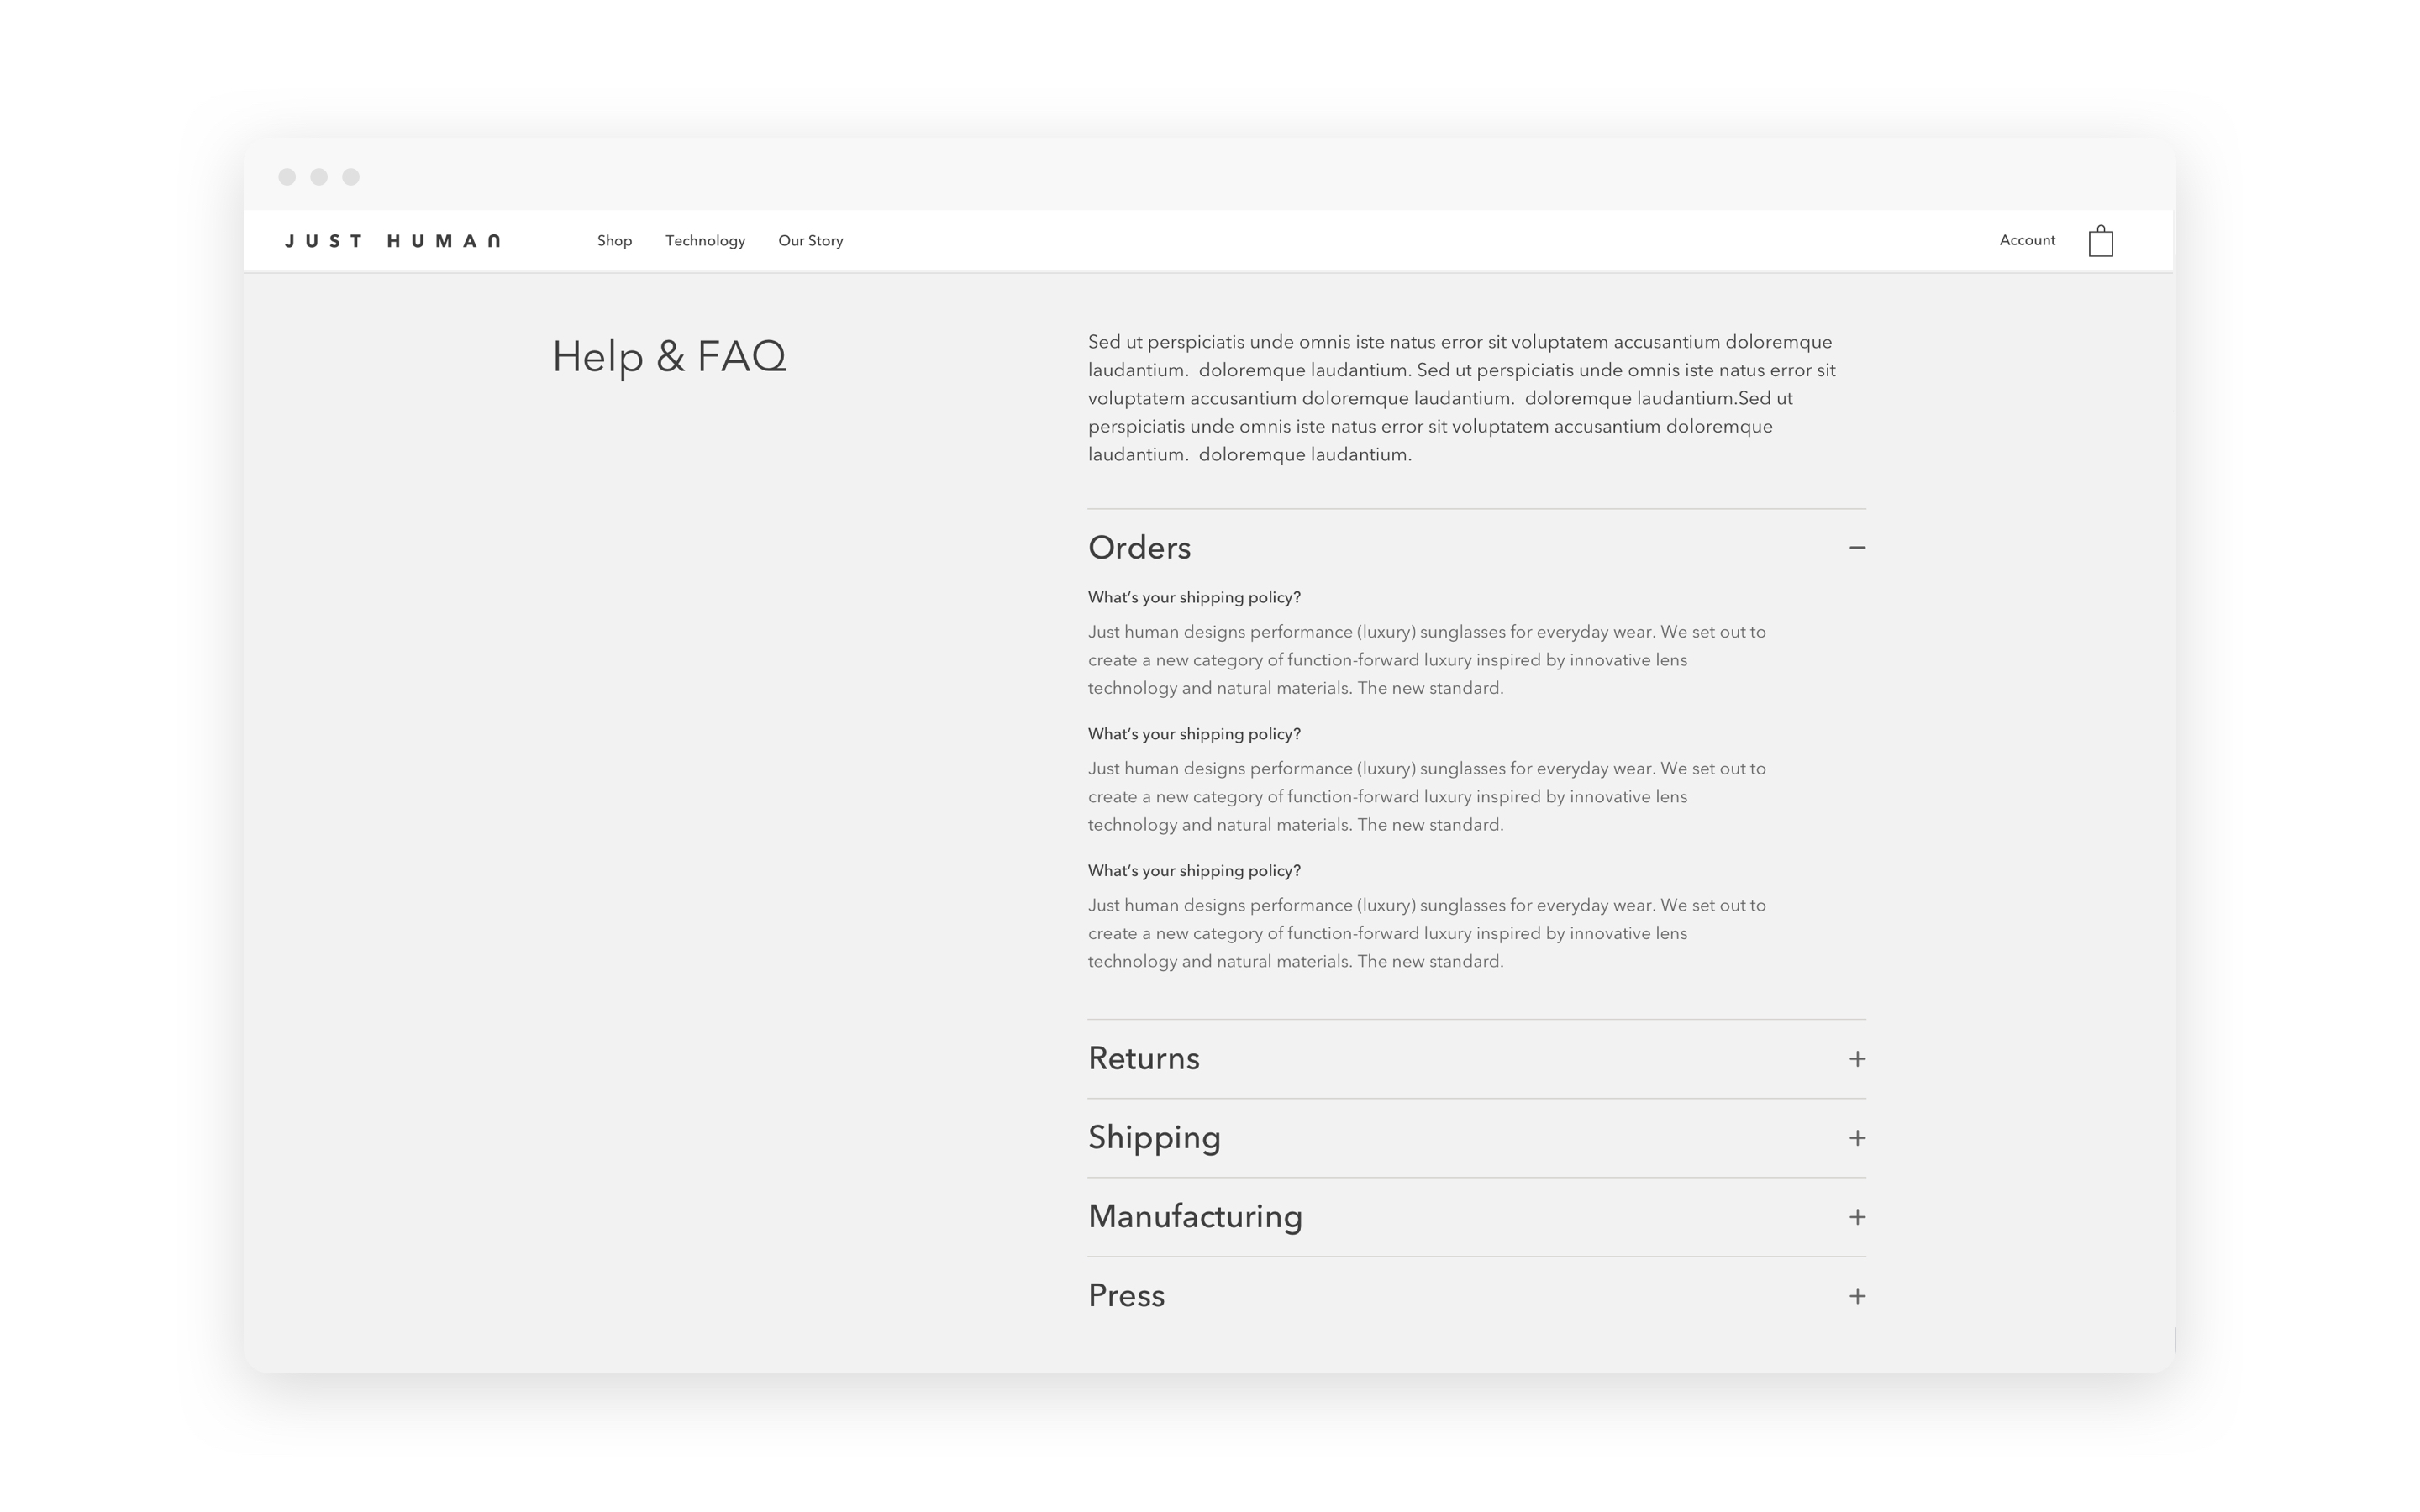 JUST HUMAN
Shop Technology Our Story
Account
Help & FAQ
Sed ut perspiciatis unde omnis iste natus error sit voluptatem accusantium doloremque
laudantium.  doloremque laudantium. Sed ut perspiciatis unde omnis iste natus error sit
voluptatem accusantium doloremque laudantium.  doloremque laudantium.Sed ut
perspiciatis unde omnis iste natus error sit voluptatem accusantium doloremque
laudantium.  doloremque laudantium.
Orders
What's your shipping policy?
Just human designs performance (luxury) sunglasses for everyday wear. We set out to
create a new category of function-forward luxury inspired by innovative lens
technology and natural materials. The new standard.
What's your shipping policy?
Just human designs performance (luxury) sunglasses for everyday wear. We set out to
create a new category of function-forward luxury inspired by innovative lens
technology and natural materials. The new standard.
What's your shipping policy?
Just human designs performance (luxury) sunglasses for everyday wear. We set out to
create a new category of function-forward luxury inspired by innovative lens
technology and natural materials. The new standard.
Returns
Shipping
Manufacturing
Press